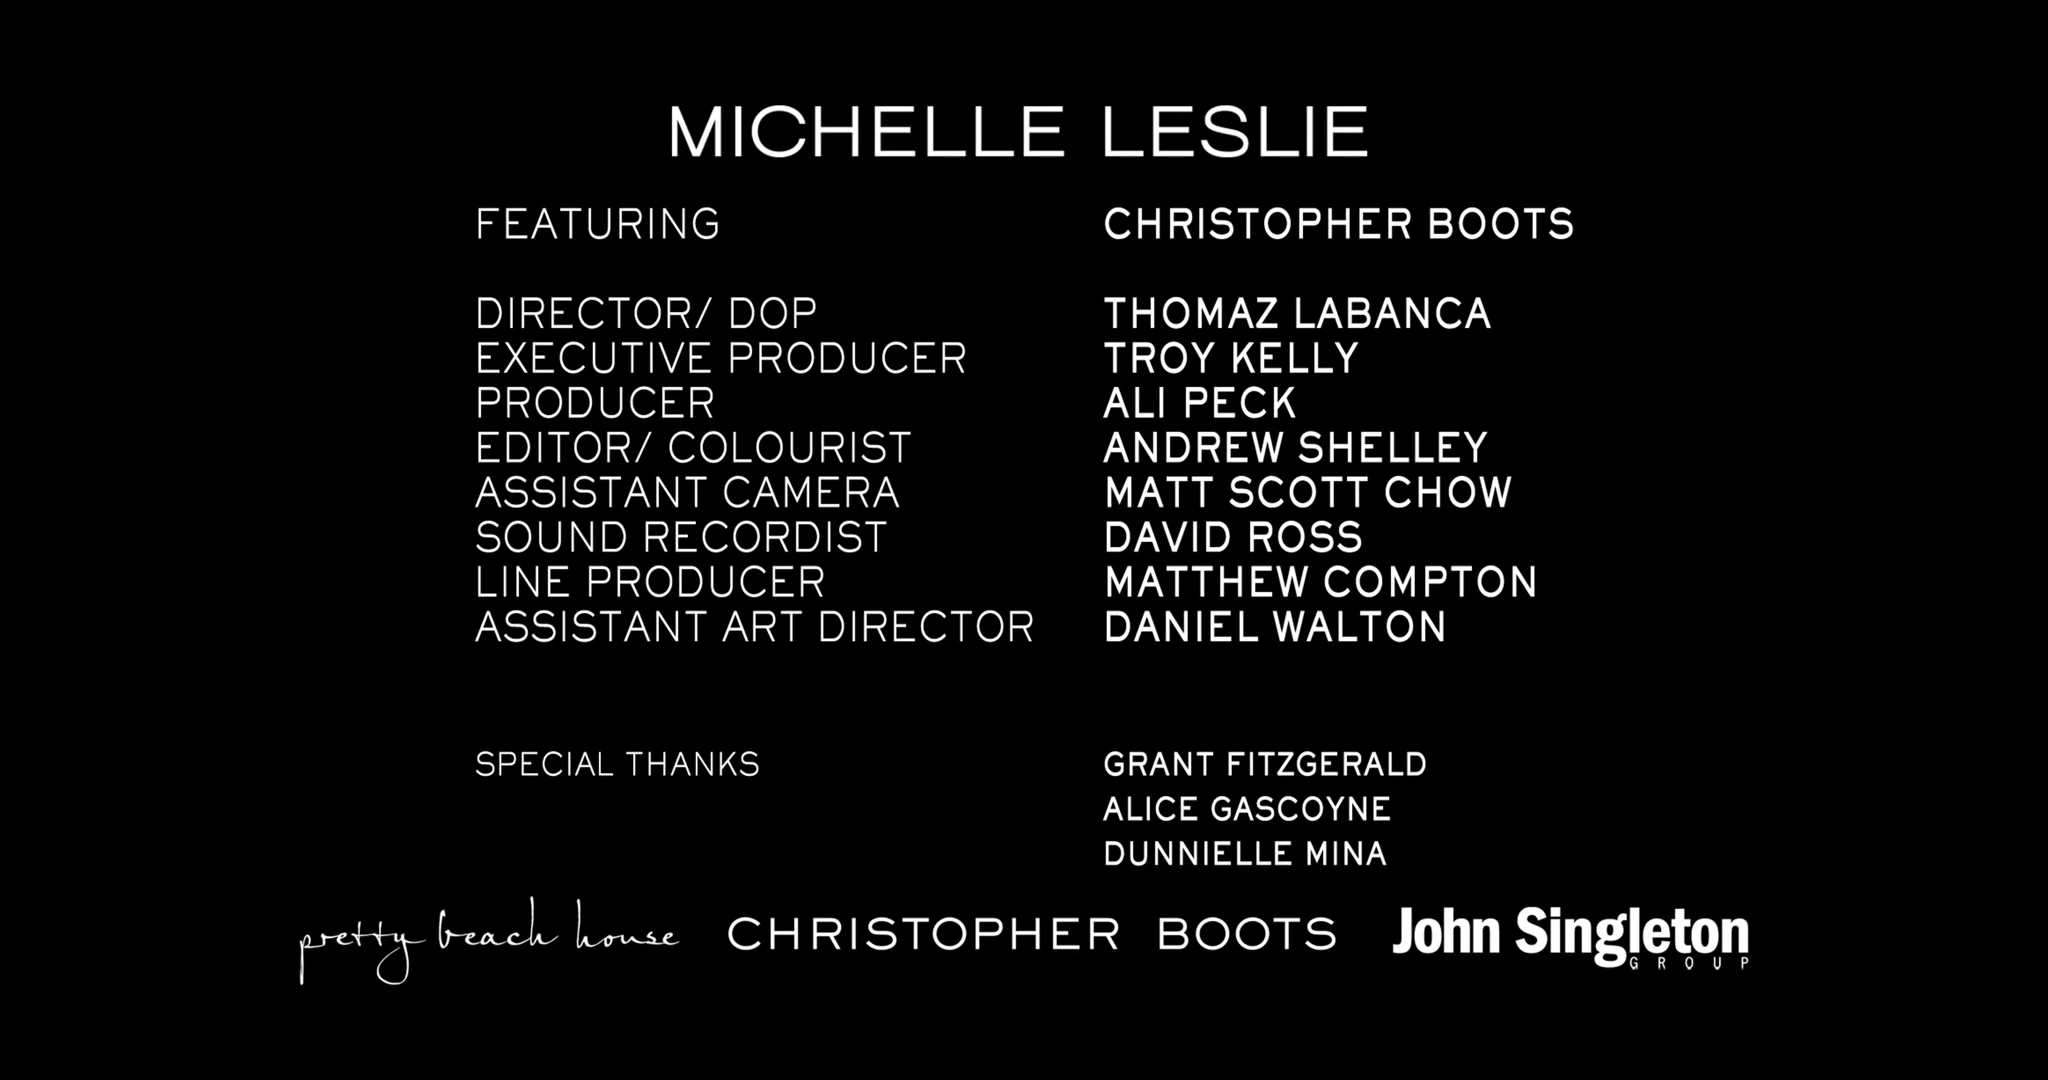 MICHELLE LESLIE
FEATURING CHRISTOPHER BOOTS
DIRECTOR/ DOP THOMAZ LABANCA
EXECUTIVE PRODUCER TROY KELLY
PRODUCER ALI PECK
EDITOR/ COLOURIST ANDREW SHELLEY
ASSISTANT CAMERA MATT SCOTT CHOW
SOUND RECORDIST DAVID ROSS
LINE PRODUCER MATTHEW COMPTON
ASSISTANT ART DIRECTOR DANIEL WALTON
SPECIAL THANKS GRANT FITZGERALD
ALICE GASCOYNE
DUNNIELLE MINA
pretty beach house CHRISTOPHER BOOTS John Singleton
GROUP